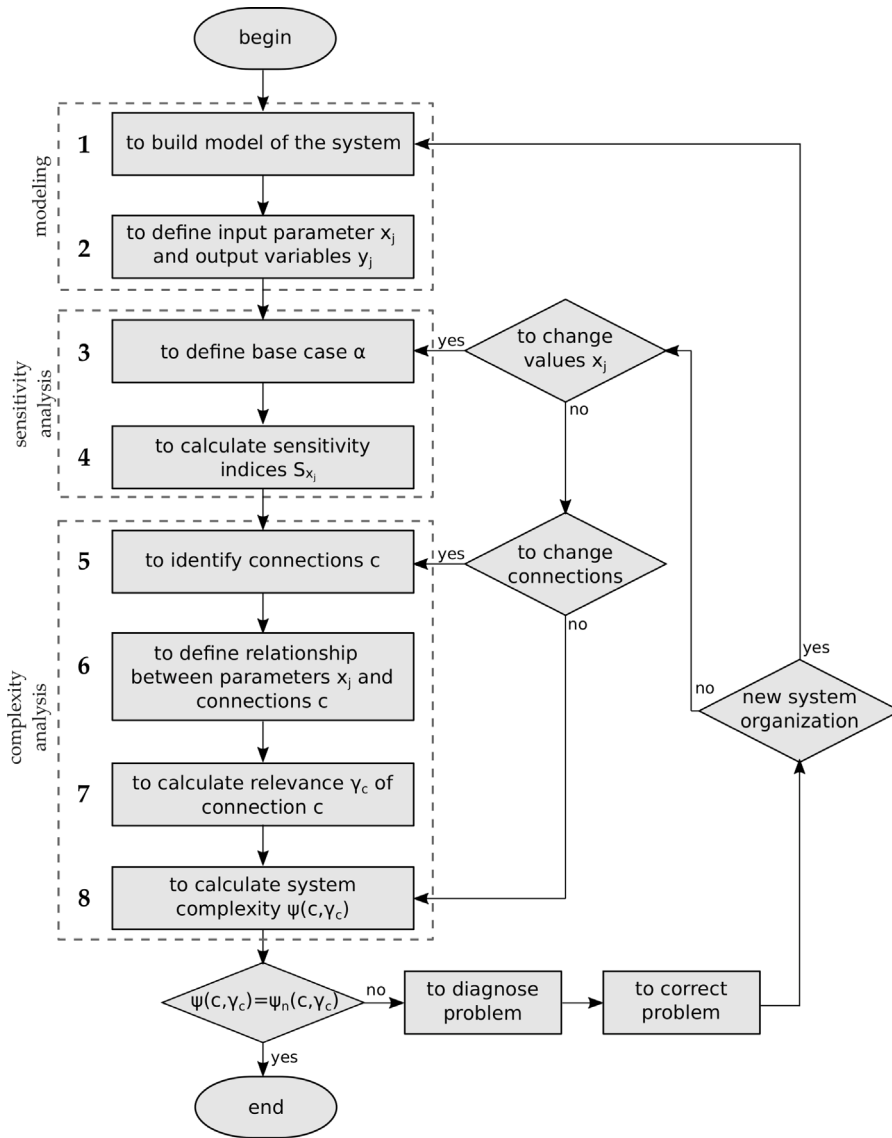 begin
modeling
1
to build model of the system
2
to define input parameter xⱼ
and output variables yⱼ
sensitivity
analysis
3
to define base case α
yes
to change
values xⱼ
no
4
to calculate sensitivity
indices Sxⱼ
complexity
analysis
5
to identify connections c
yes
to change
connections
no
6
to define relationship
between parameters xⱼ and
connections c
yes
no
new system
organization
7
to calculate relevance γc of
connection c
8
to calculate system
complexity ψ(c,γc)
ψ(c,γc)=ψn(c,γc)
no
to diagnose
problem
to correct
problem
yes
end